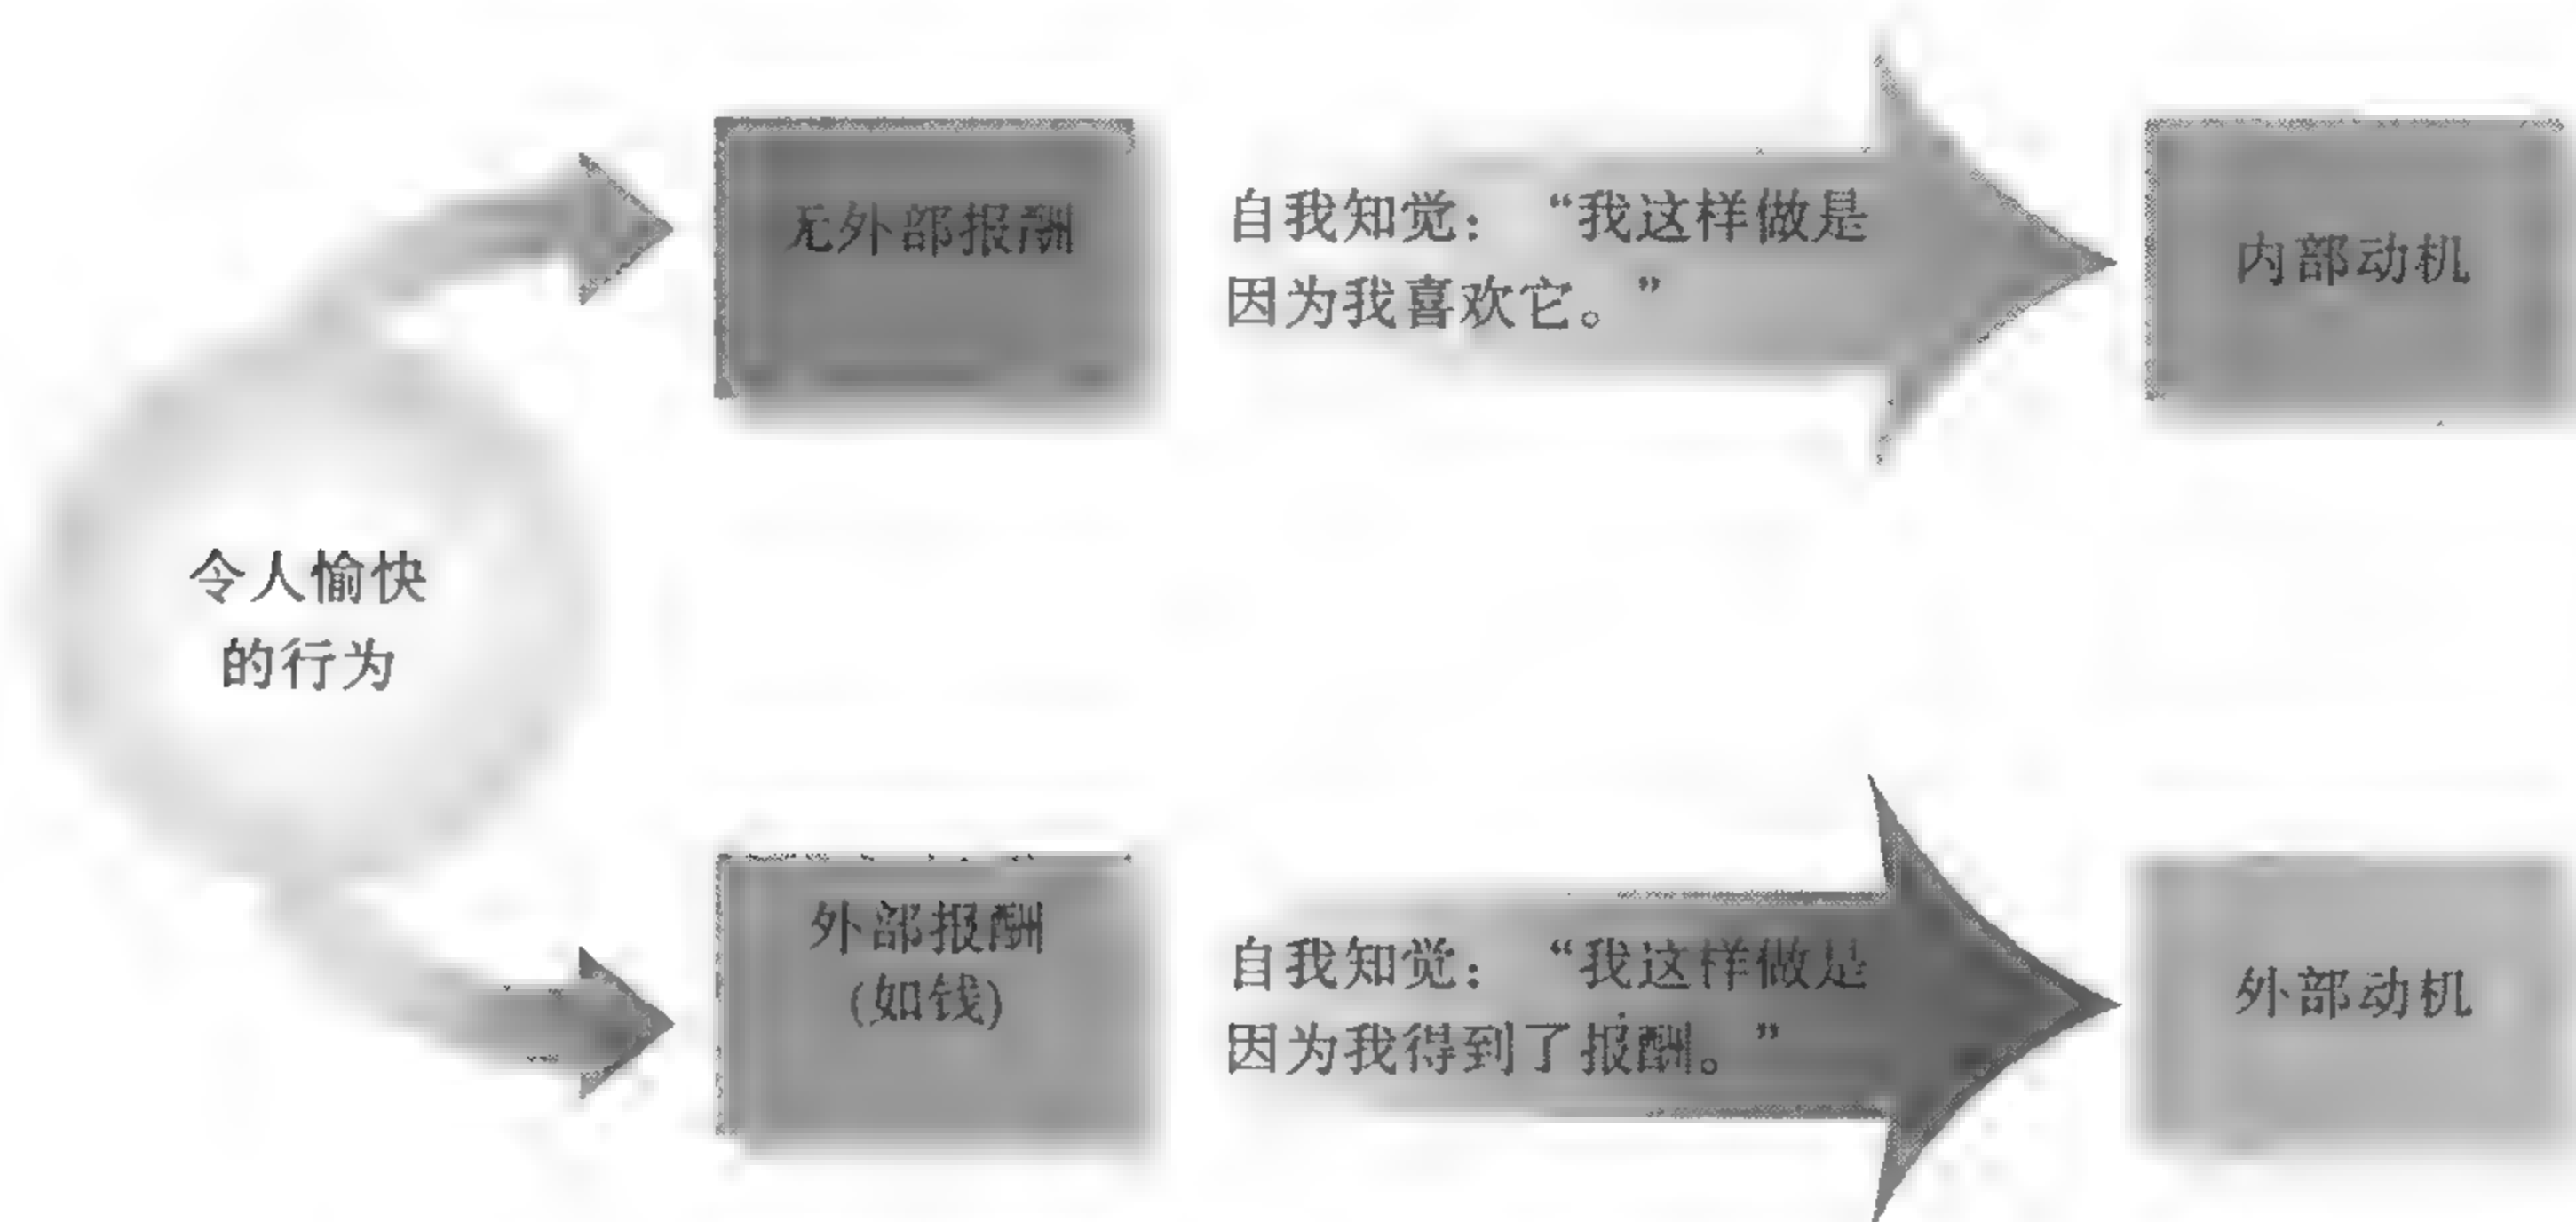 无外部报酬
自我知觉：“我这样做是
因为我喜欢它。”
内部动机
令人愉快
的行为
外部报酬
(如钱)
自我知觉：“我这样做是
因为我得到了报酬。”
外部动机